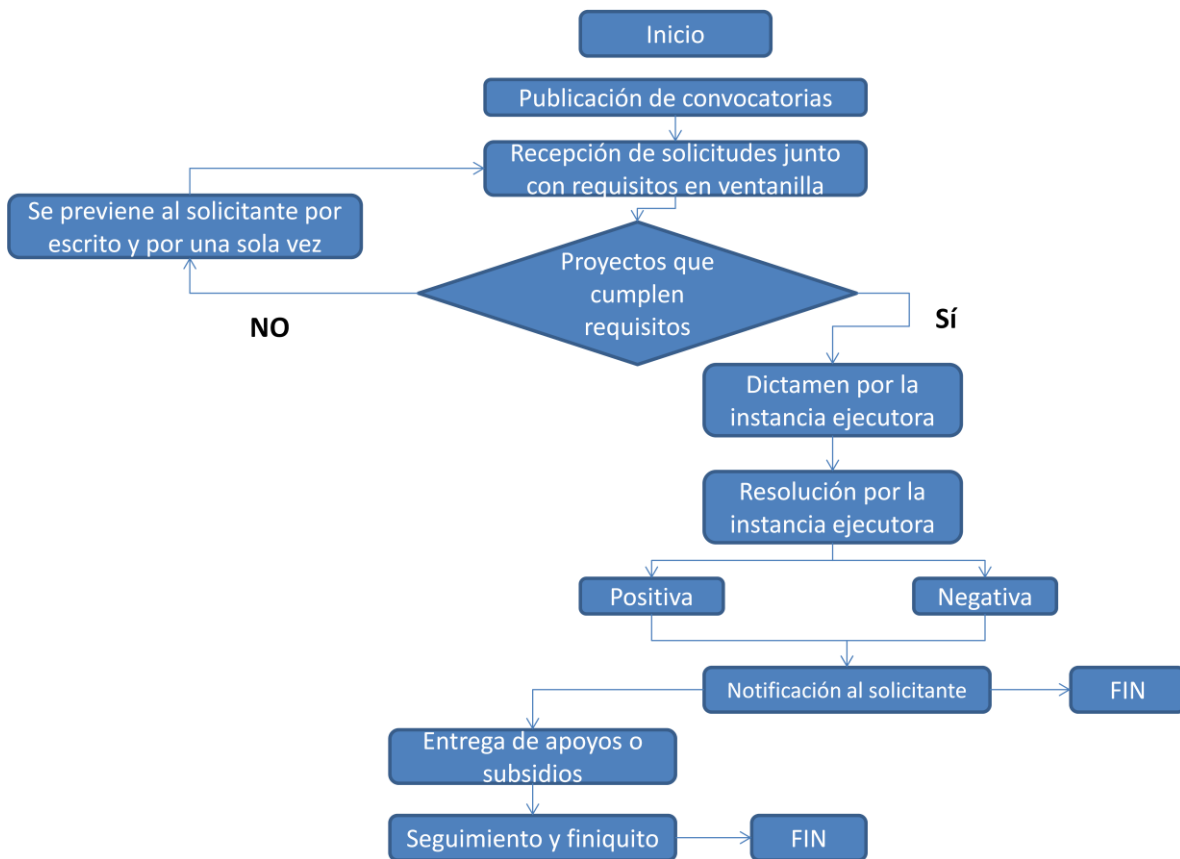 Inicio
Publicación de convocatorias
Recepción de solicitudes junto
con requisitos en ventanilla
Se previene al solicitante por
escrito y por una sola vez
Proyectos que
cumplen
requisitos
NO
Sí
Dictamen por la
instancia ejecutora
Resolución por la
instancia ejecutora
Positiva
Negativa
Notificación al solicitante
FIN
Entrega de apoyos o
subsidios
Seguimiento y finiquito
FIN